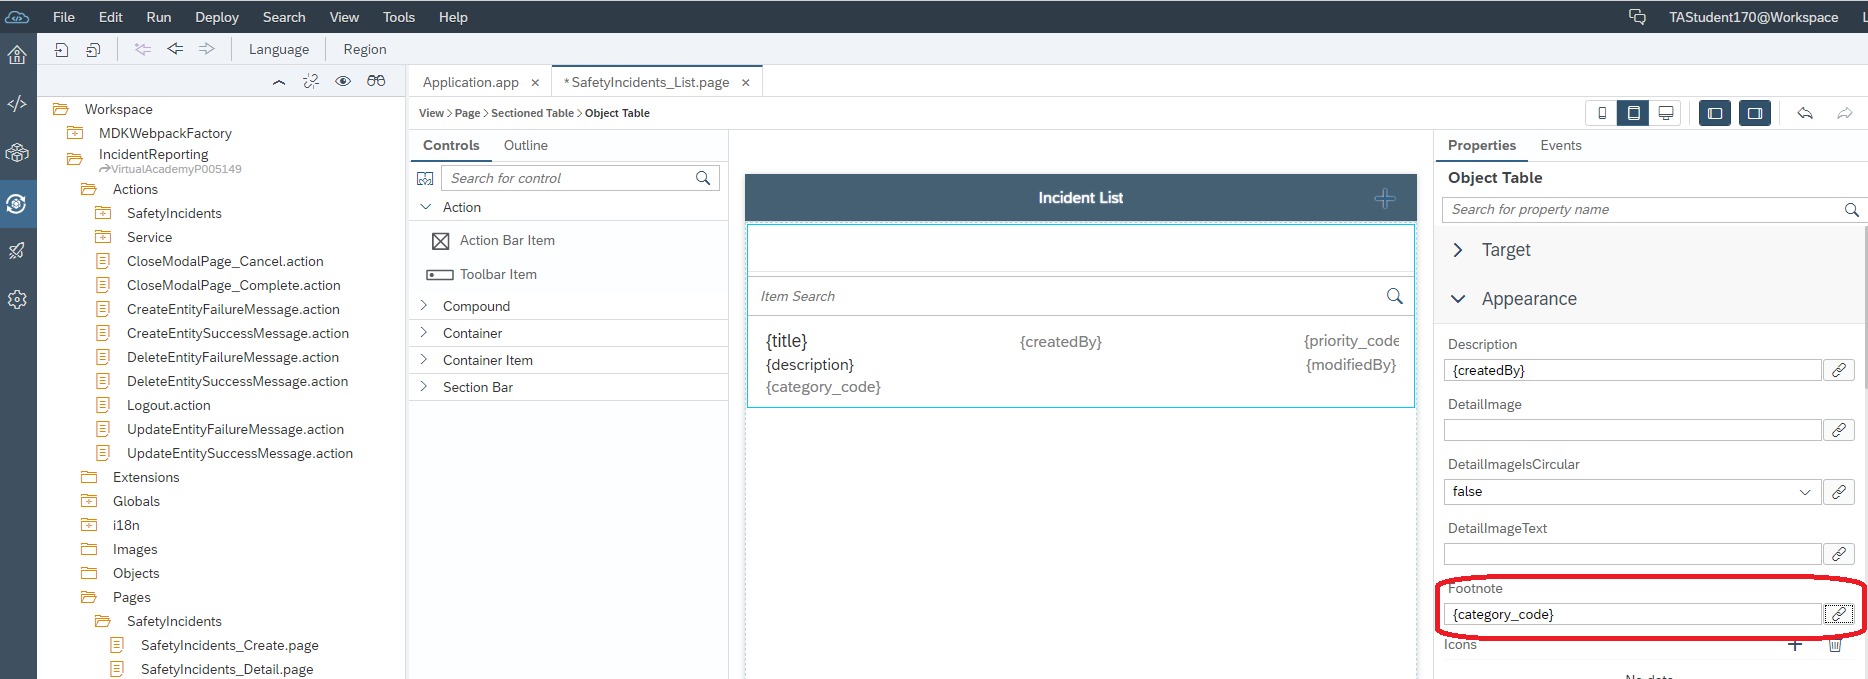 File Edit Run Deploy Search View Tools Help TAStudent170@Workspace
Language Region
Application.app × *SafetyIncidents_List.page ×
View > Page > Sectioned Table > Object Table
Workspace
MDKWebpackFactory
IncidentReporting
VirtualAcademyP005149
Actions
SafetyIncidents
Service
CloseModalPage_Cancel.action
CloseModalPage_Complete.action
CreateEntityFailureMessage.action
CreateEntitySuccessMessage.action
DeleteEntityFailureMessage.action
DeleteEntitySuccessMessage.action
Logout.action
UpdateEntityFailureMessage.action
UpdateEntitySuccessMessage.action
Extensions
Globals
i18n
Images
Objects
Pages
SafetyIncidents
SafetyIncidents_Create.page
SafetyIncidents_Detail.page
Controls Outline
Search for control
Action
Action Bar Item
Toolbar Item
Compound
Container
Container Item
Section Bar
Incident List
Item Search
{title} {createdBy} {priority_code
{description} {modifiedBy}
{category_code}
Properties Events
Object Table
Search for property name
Target
Appearance
Description
{createdBy}
DetailImage
DetailImageIsCircular
false
DetailImageText
Footnote
{category_code}
Icons